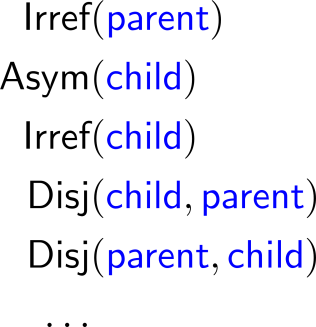 Irref(parent)
Asym(child)
Irref(child)
Disj(child, parent)
Disj(parent, child)
...